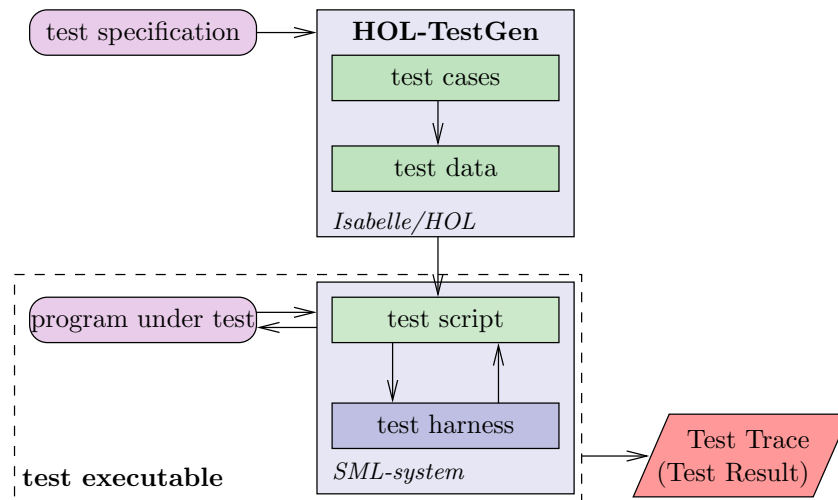 test specification
HOL-TestGen
test cases
test data
Isabelle/HOL
program under test
test script
test harness
SML-system
test executable
Test Trace
(Test Result)